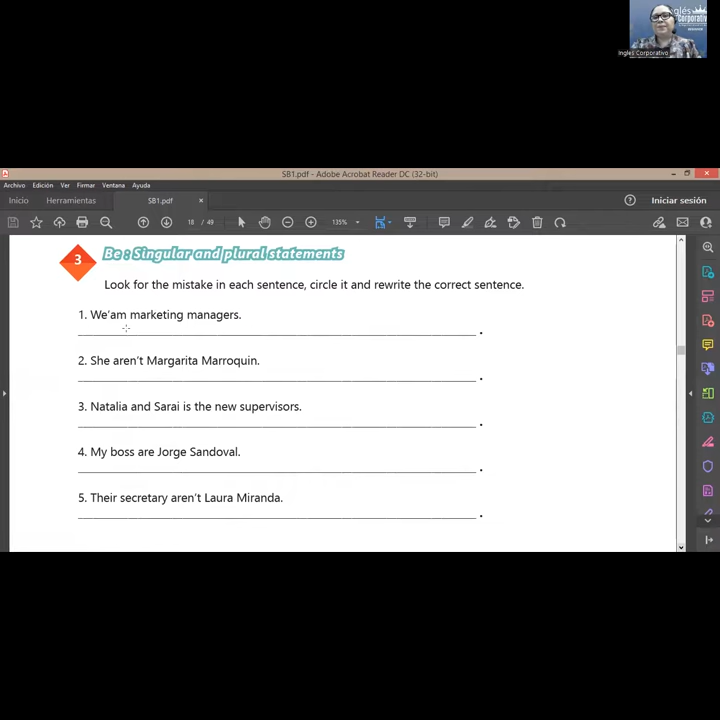 glés
Corporativo
Ingles Corporativo
SB1.pdf - Adobe Acrobat Reader DC (32-bit)
Archivo Edición Ver Firmar Ventana Ayuda
Inicio Herramientas SB1.pdf × Iniciar sesión
18 / 49 135%
3 Be : Singular and plural statements
Look for the mistake in each sentence, circle it and rewrite the correct sentence.
1. We'am marketing managers.
.
2. She aren't Margarita Marroquin.
.
3. Natalia and Sarai is the new supervisors.
.
4. My boss are Jorge Sandoval.
.
5. Their secretary aren't Laura Miranda.
.